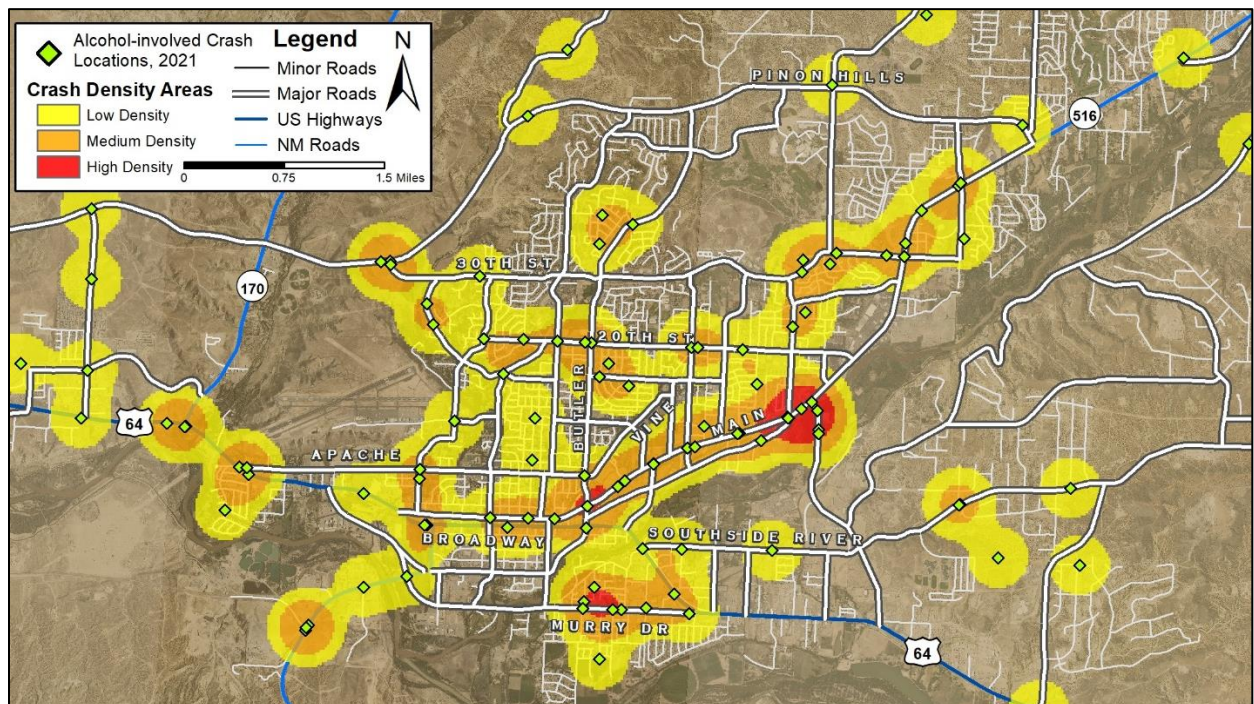 Alcohol-involved Crash
Locations, 2021
Legend
N
Minor Roads
Crash Density Areas
Major Roads
Low Density
US Highways
Medium Density
NM Roads
High Density
0 0.75 1.5 Miles
PINON HILLS
516
30TH ST
170
20TH ST
BUTLER
VINE
MAIN
64
APACHE
BROADWAY
SOUTHSIDE RIVER
MURRY DR
64